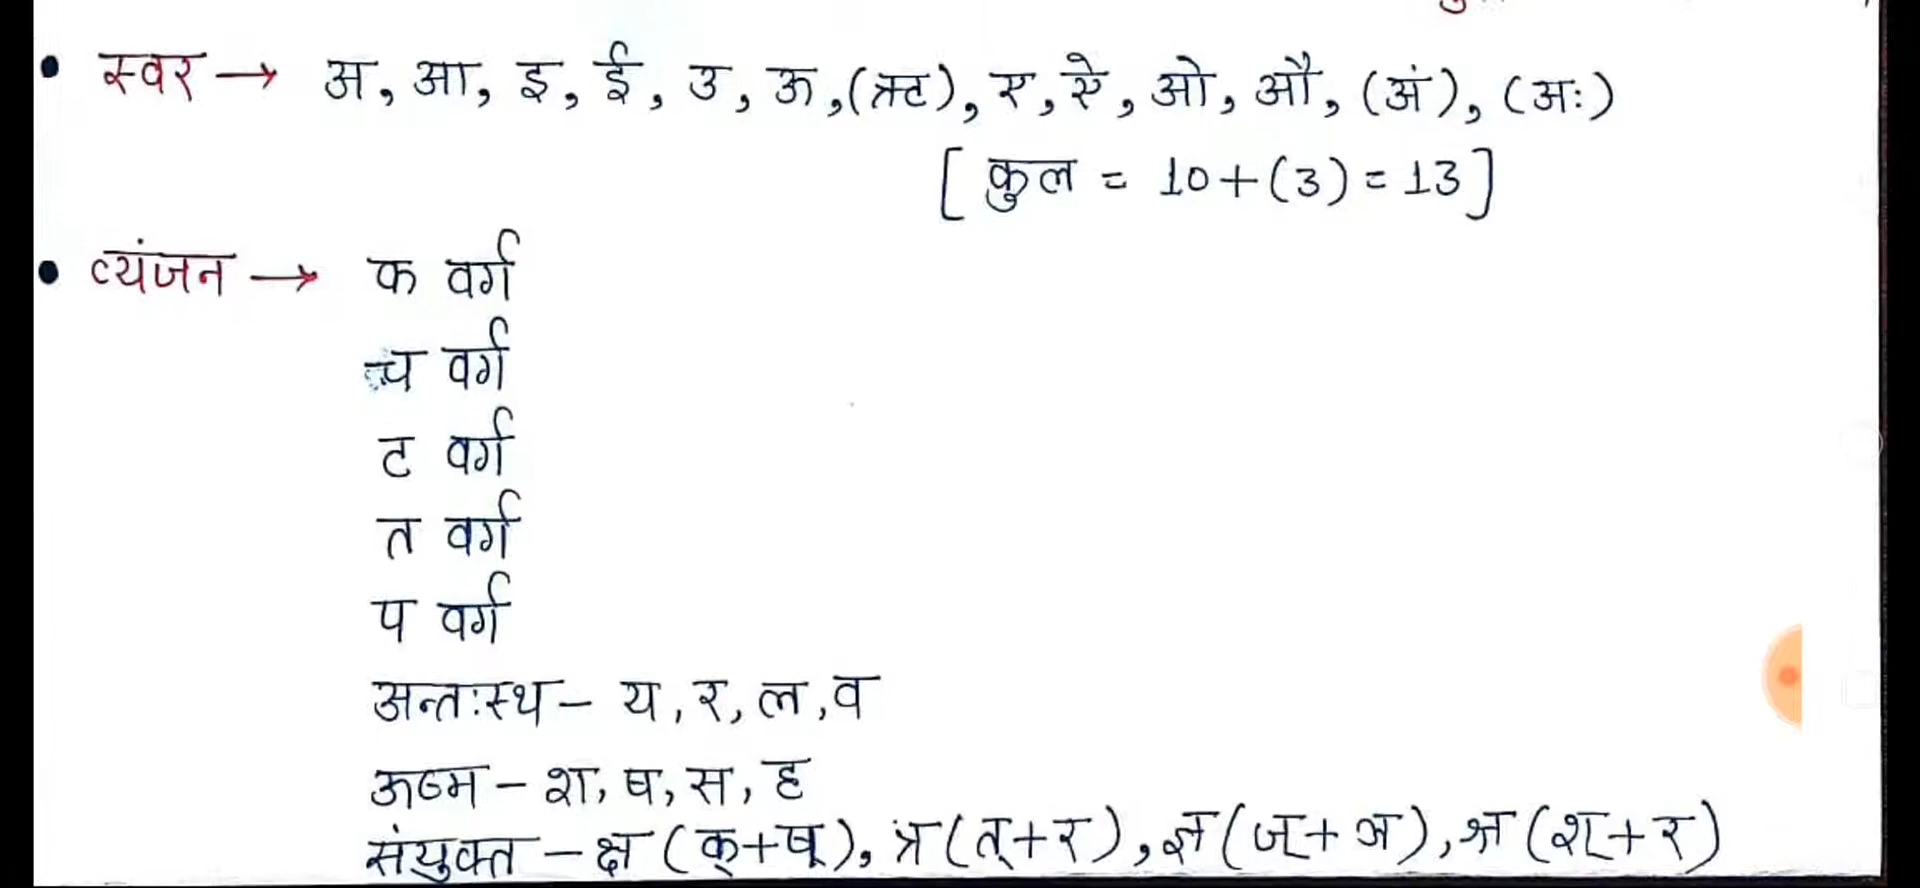 • स्वर → अ, आ, इ, ई, उ, ऊ, (ऋ), ए, ऐ, ओ, औ, (अं), (अः)
[ कुल = 10+(3) = 13 ]
• व्यंजन → क वर्ग
च वर्ग
ट वर्ग
त वर्ग
प वर्ग
अन्तःस्थ – य, र, ल, व
ऊष्म – श, ष, स, ह
संयुक्त – क्ष (क्+ष्), त्र (त्+र), ज्ञ (ज्+ञ), श्र (श्+र)